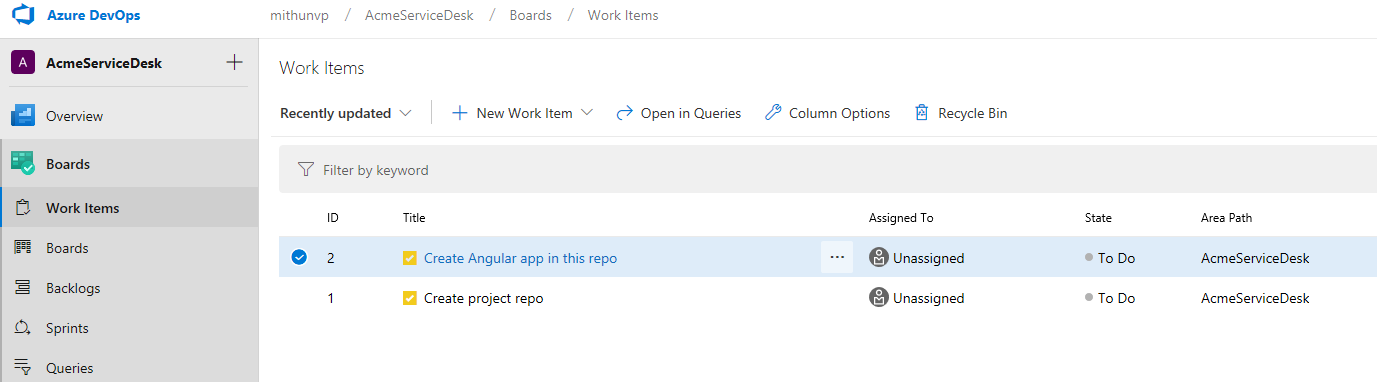 Azure DevOps
mithunvp / AcmeServiceDesk / Boards / Work Items
A AcmeServiceDesk
Overview
Boards
Work Items
Boards
Backlogs
Sprints
Queries
Work Items
Recently updated New Work Item Open in Queries Column Options Recycle Bin
Filter by keyword
ID Title Assigned To State Area Path
2 Create Angular app in this repo ... Unassigned To Do AcmeServiceDesk
1 Create project repo Unassigned To Do AcmeServiceDesk